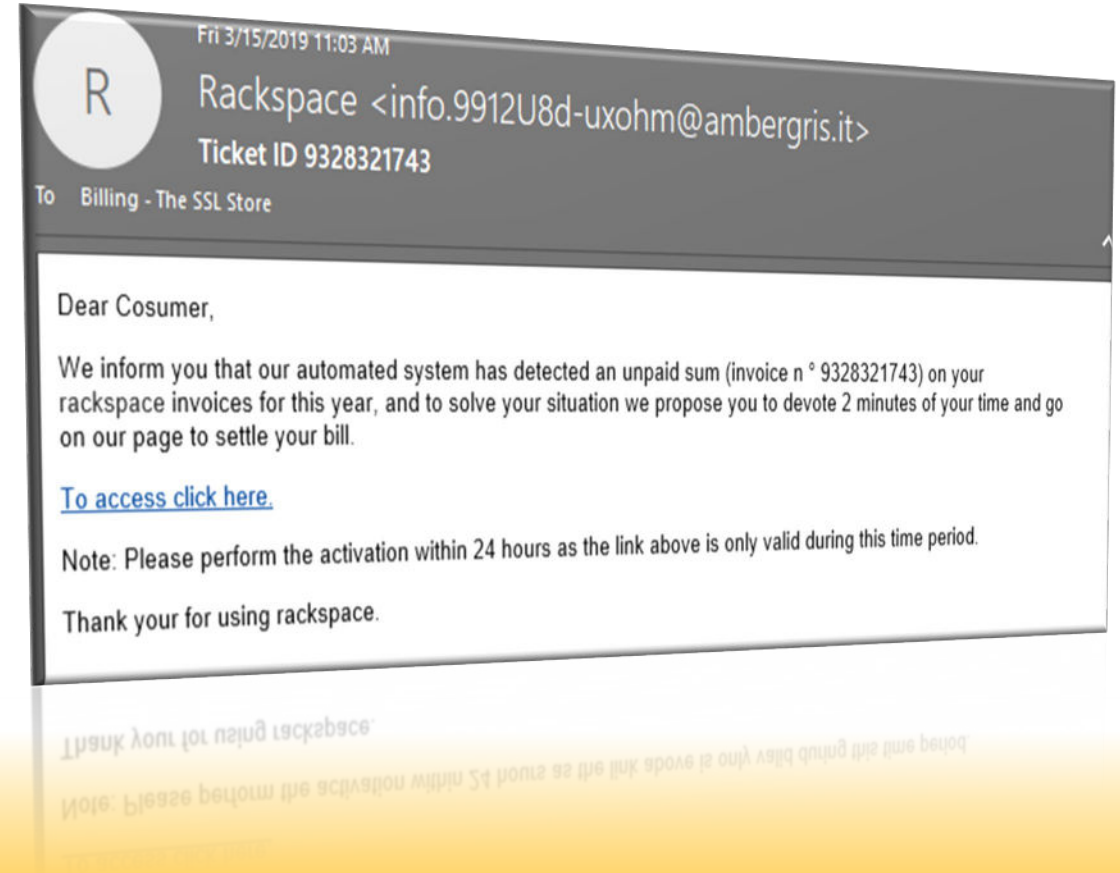 R
Fri 3/15/2019 11:03 AM
Rackspace <info.9912U8d-uxohm@ambergris.it>
Ticket ID 9328321743
To Billing - The SSL Store
Dear Cosumer,
We inform you that our automated system has detected an unpaid sum (invoice n ° 9328321743) on your
rackspace invoices for this year, and to solve your situation we propose you to devote 2 minutes of your time and go
on our page to settle your bill.
To access click here.
Note: Please perform the activation within 24 hours as the link above is only valid during this time period.
Thank your for using rackspace.